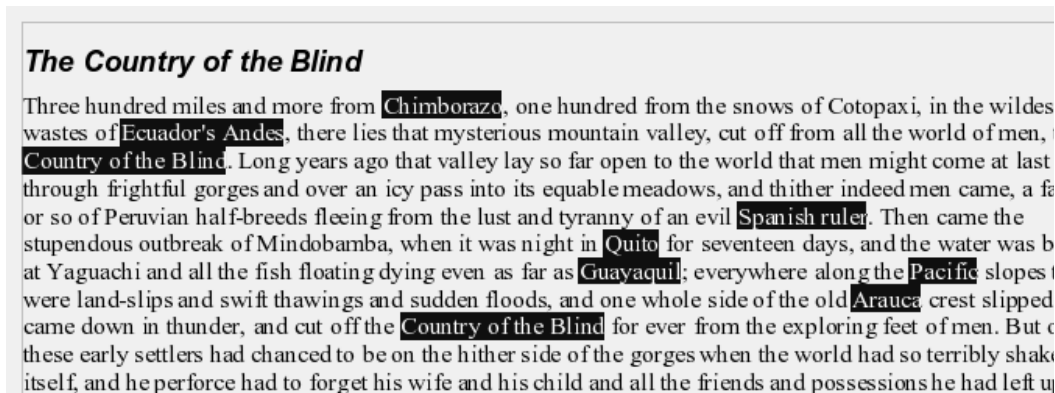 The Country of the Blind
Three hundred miles and more from Chimborazo, one hundred from the snows of Cotopaxi, in the wildes
wastes of Ecuador's Andes, there lies that mysterious mountain valley, cut off from all the world of men,
Country of the Blind. Long years ago that valley lay so far open to the world that men might come at last
through frightful gorges and over an icy pass into its equable meadows, and thither indeed men came, a fa
or so of Peruvian half-breeds fleeing from the lust and tyranny of an evil Spanish ruler. Then came the
stupendous outbreak of Mindobamba, when it was night in Quito for seventeen days, and the water was b
at Yaguachi and all the fish floating dying even as far as Guayaquil; everywhere along the Pacific slopes t
were land-slips and swift thawings and sudden floods, and one whole side of the old Arauca crest slipped
came down in thunder, and cut off the Country of the Blind for ever from the exploring feet of men. But o
these early settlers had chanced to be on the hither side of the gorges when the world had so terribly shake
itself, and he perforce had to forget his wife and his child and all the friends and possessions he had left up